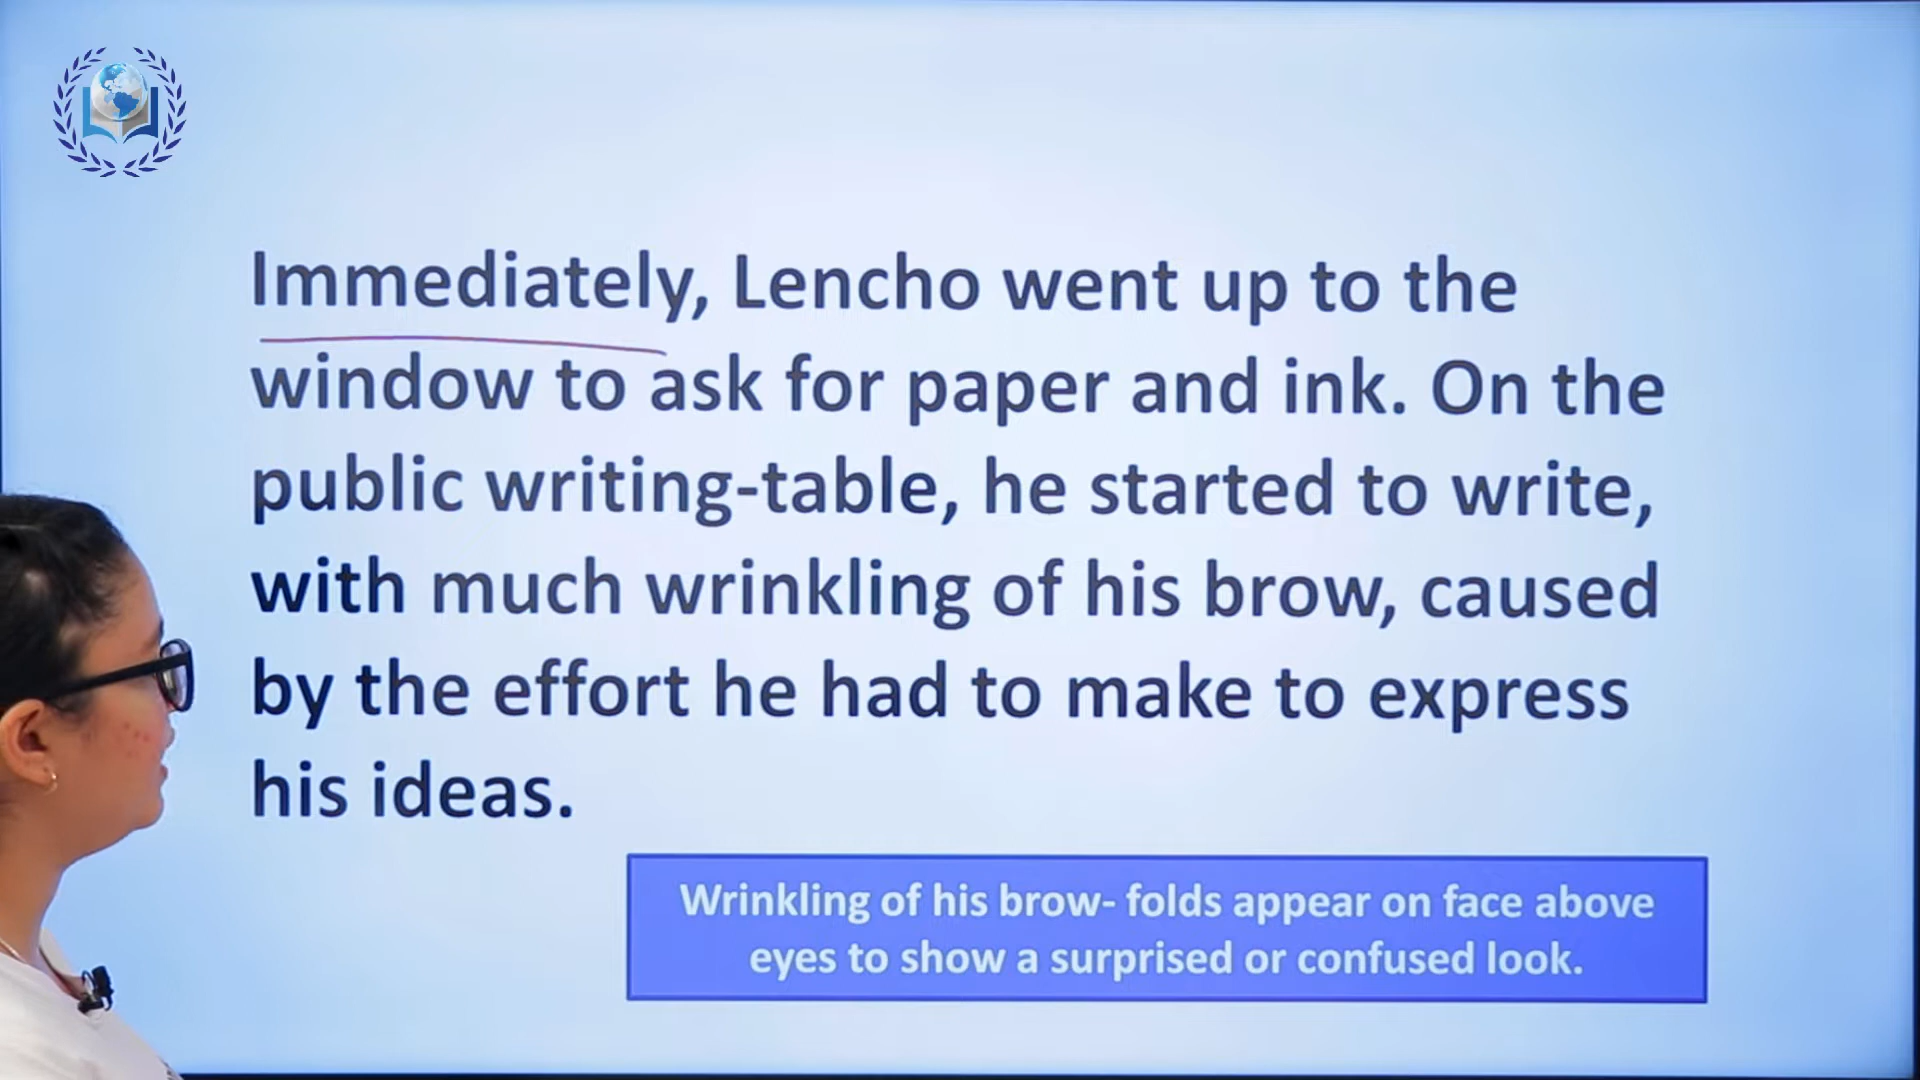 Immediately, Lencho went up to the
window to ask for paper and ink. On the
public writing-table, he started to write,
with much wrinkling of his brow, caused
by the effort he had to make to express
his ideas.
Wrinkling of his brow- folds appear on face above
eyes to show a surprised or confused look.